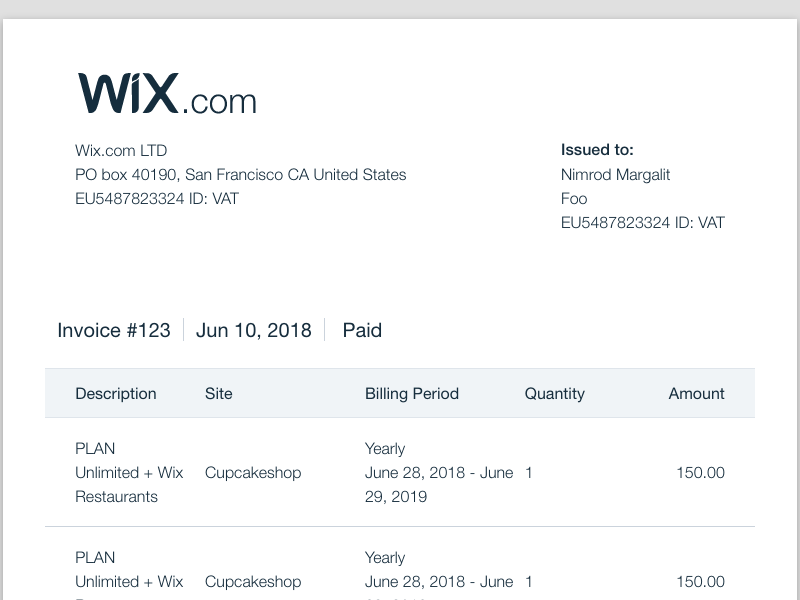 WiX.com
Wix.com LTD
PO box 40190, San Francisco CA United States
EU5487823324 ID: VAT
Issued to:
Nimrod Margalit
Foo
EU5487823324 ID: VAT
Invoice #123 Jun 10, 2018 Paid
Description Site Billing Period Quantity Amount
PLAN Yearly
Unlimited + Wix Cupcakeshop June 28, 2018 - June 1 150.00
Restaurants 29, 2019
PLAN Yearly
Unlimited + Wix Cupcakeshop June 28, 2018 - June 1 150.00